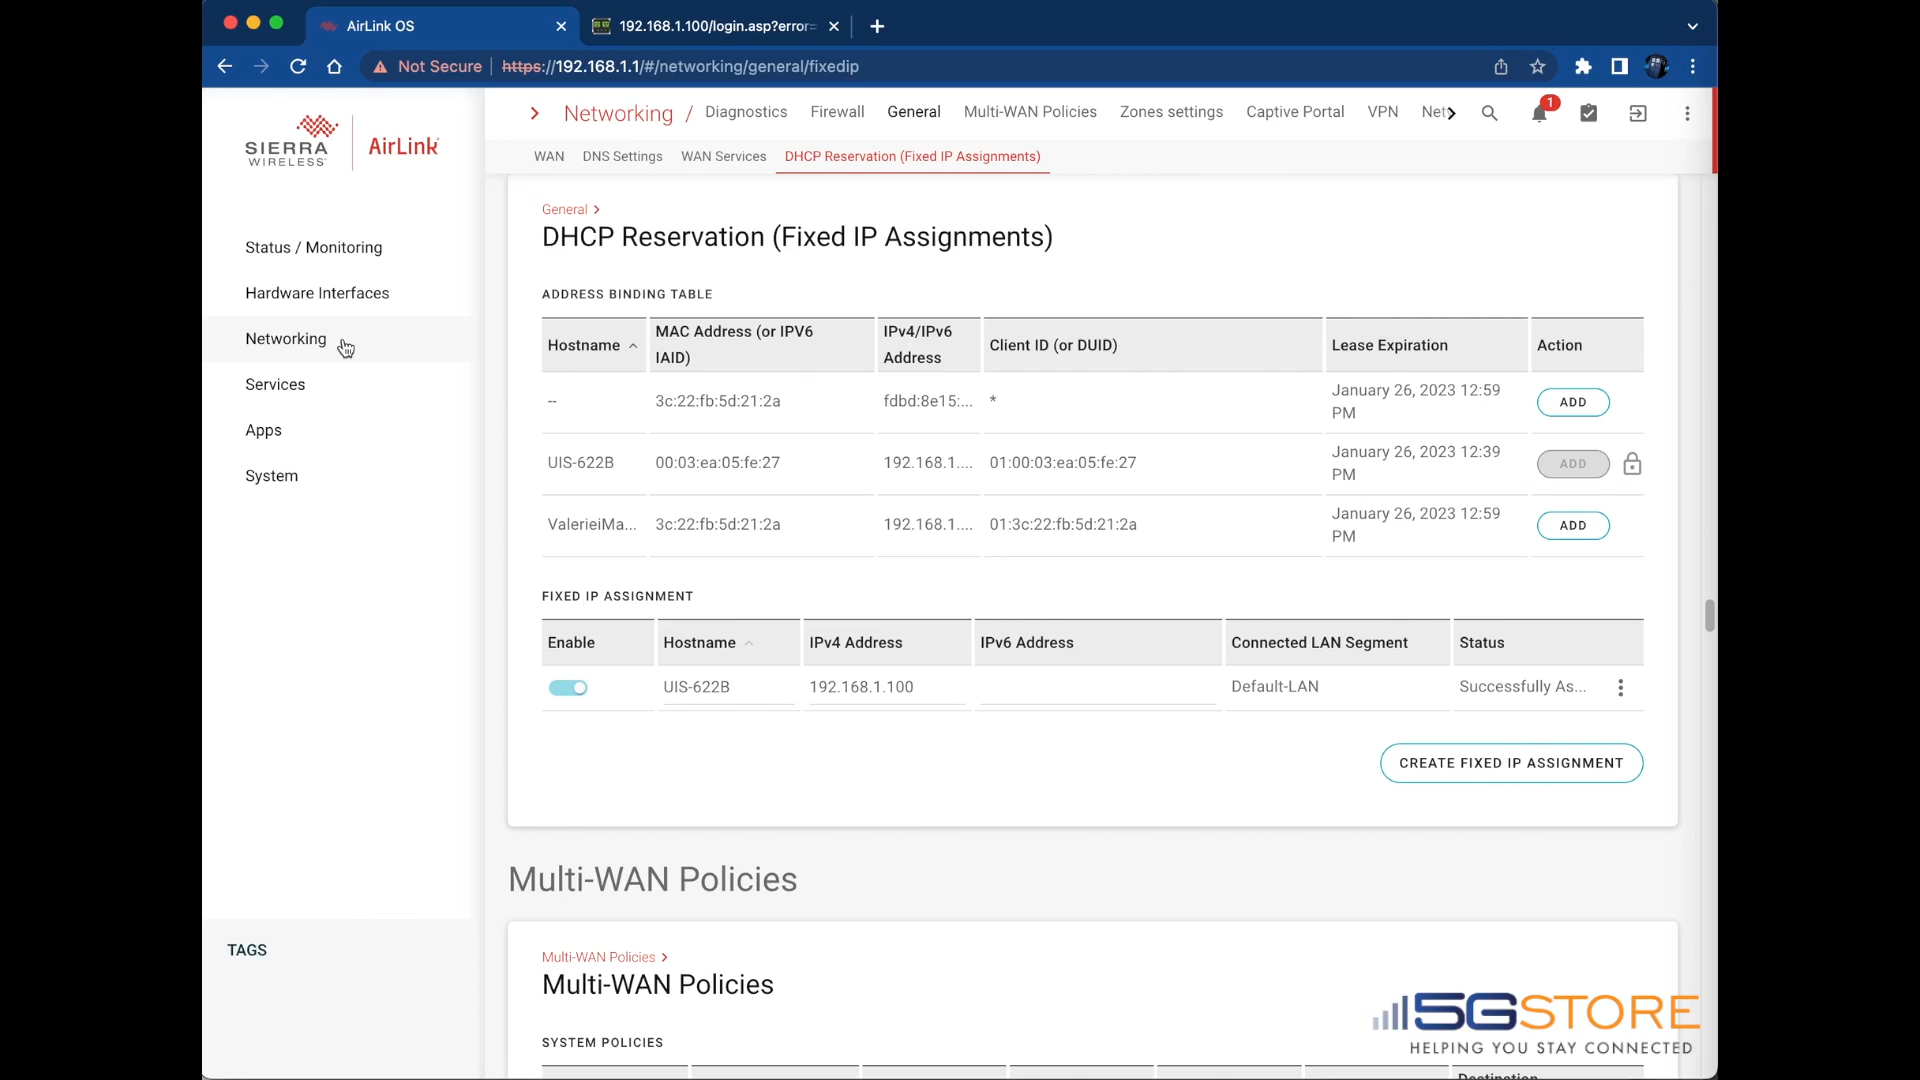 AirLink OS
192.168.1.100/login.asp?error=
Not Secure | https://192.168.1.1/#/networking/general/fixedip
SIERRA WIRELESS
AirLink
Networking / Diagnostics Firewall General Multi-WAN Policies Zones settings Captive Portal VPN Net
1
WAN DNS Settings WAN Services DHCP Reservation (Fixed IP Assignments)
Status / Monitoring
Hardware Interfaces
Networking
Services
Apps
System
TAGS
General >
DHCP Reservation (Fixed IP Assignments)
ADDRESS BINDING TABLE
Hostname MAC Address (or IPV6 IAID) IPv4/IPv6 Address Client ID (or DUID) Lease Expiration Action
-- 3c:22:fb:5d:21:2a fdbd:8e15:... * January 26, 2023 12:59 PM ADD
UIS-622B 00:03:ea:05:fe:27 192.168.1.... 01:00:03:ea:05:fe:27 January 26, 2023 12:39 PM ADD
ValerieiMa... 3c:22:fb:5d:21:2a 192.168.1.... 01:3c:22:fb:5d:21:2a January 26, 2023 12:59 PM ADD
FIXED IP ASSIGNMENT
Enable Hostname IPv4 Address IPv6 Address Connected LAN Segment Status
UIS-622B 192.168.1.100 Default-LAN Successfully As...
CREATE FIXED IP ASSIGNMENT
Multi-WAN Policies
Multi-WAN Policies >
Multi-WAN Policies
SYSTEM POLICIES
Destination
5GSTORE
HELPING YOU STAY CONNECTED